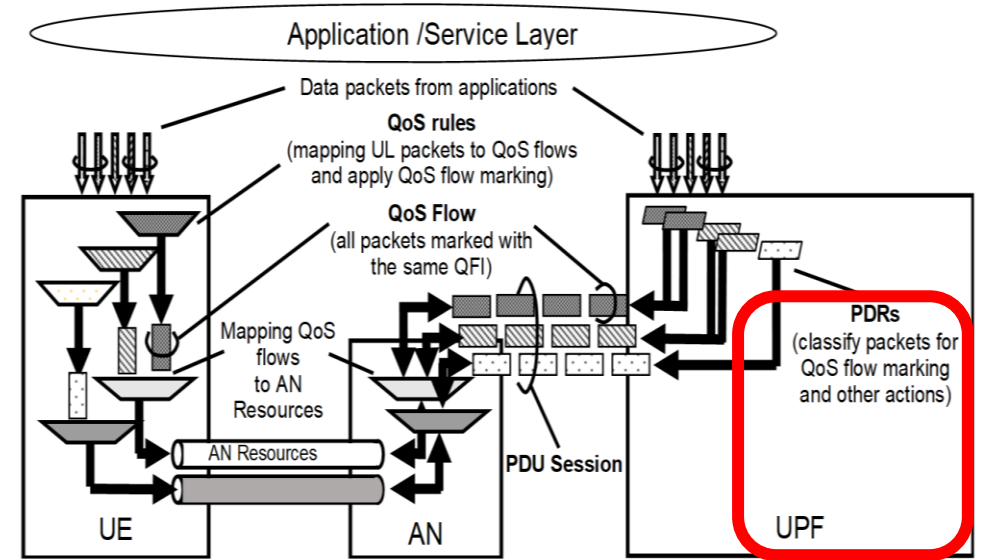 Application /Service Layer
Data packets from applications
QoS rules
(mapping UL packets to QoS flows
and apply QoS flow marking)
QoS Flow
(all packets marked with
the same QFI)
Mapping QoS
flows
to AN
Resources
PDRs
(classify packets for
QoS flow marking
and other actions)
AN Resources
PDU Session
UE
AN
UPF